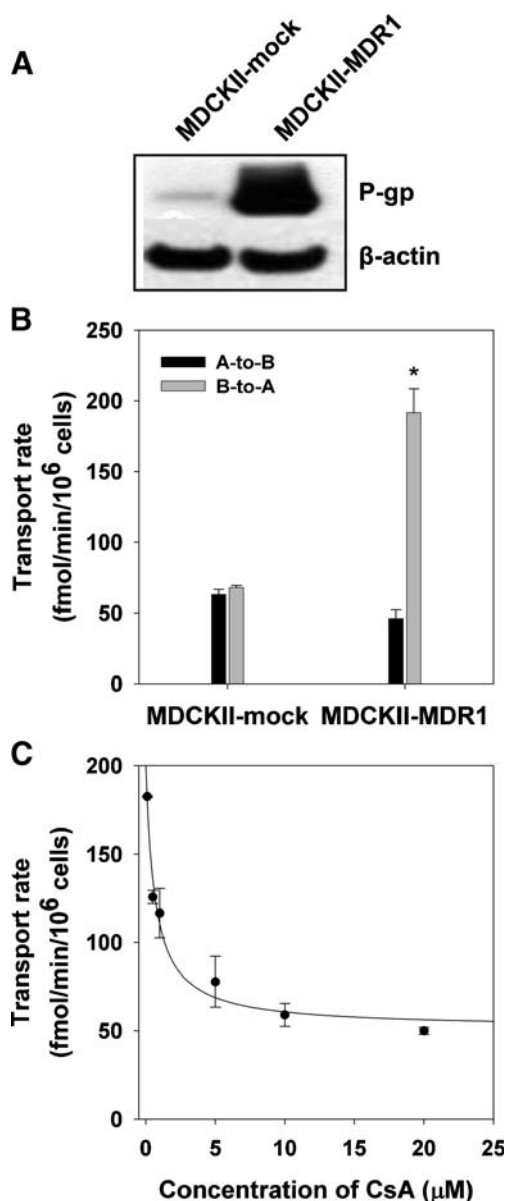 A
MDCKII-mock
MDCKII-MDR1
P-gp
β-actin
B
250
200
150
100
50
0
Transport rate
(fmol/min/10⁶ cells)
A-to-B
B-to-A
*
MDCKII-mock MDCKII-MDR1
C
200
150
100
50
0
Transport rate
(fmol/min/10⁶ cells)
0 5 10 15 20 25
Concentration of CsA (μM)